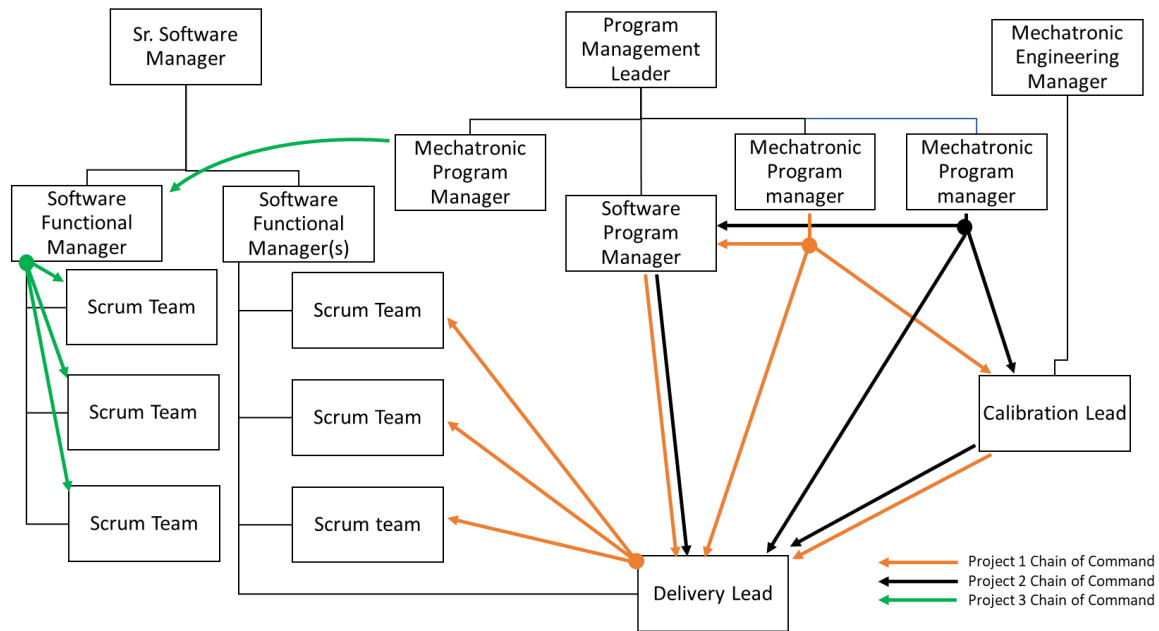 Sr. Software
Manager
Program
Management
Leader
Mechatronic
Engineering
Manager
Mechatronic
Program
Manager
Mechatronic
Program
manager
Mechatronic
Program
manager
Software
Functional
Manager
Software
Functional
Manager(s)
Software
Program
Manager
Scrum Team
Scrum Team
Scrum Team
Scrum Team
Scrum Team
Scrum team
Calibration Lead
Delivery Lead
Project 1 Chain of Command
Project 2 Chain of Command
Project 3 Chain of Command